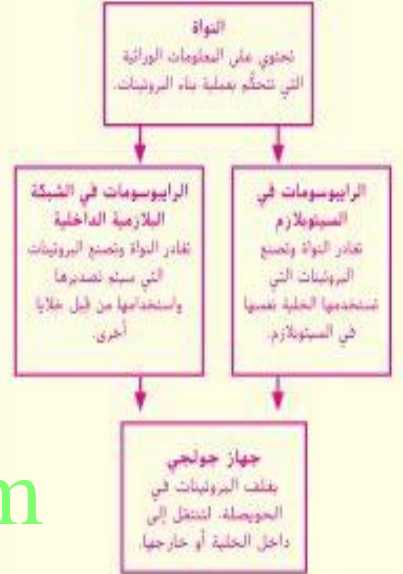 النواة
تحتوي على المعلومات الوراثية
التي تتحكّم بعملية بناء البروتينات.
الرايبوسومات في
السيتوبلازم
تغادر النواة وتصنع
البروتينات التي
تستخدمها الخلية نفسها
في السيتوبلازم.
الرايبوسومات في الشبكة
البلازمية الداخلية
تغادر النواة وتصنع البروتينات
التي سيتم تصديرها
واستخدامها من قبل خلايا
أخرى.
جهاز جولجي
يغلف البروتينات في
الحويصلة، لتنتقل إلى
داخل الخلية أو خارجها.
m